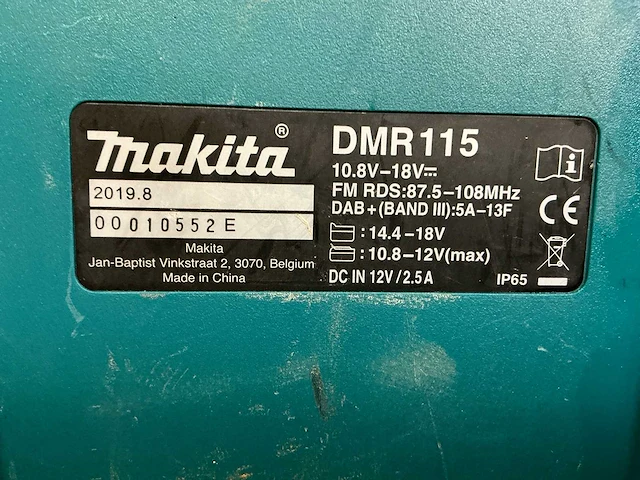 Makita®
2019.8
00010552 E
Makita
Jan-Baptist Vinkstraat 2, 3070, Belgium
Made in China
DMR115
10.8V-18V⎓
FM RDS:87.5-108MHz
DAB+(BAND III):5A-13F
: 14.4-18V
: 10.8-12V(max)
DC IN 12V/2.5A
i
CE
IP65